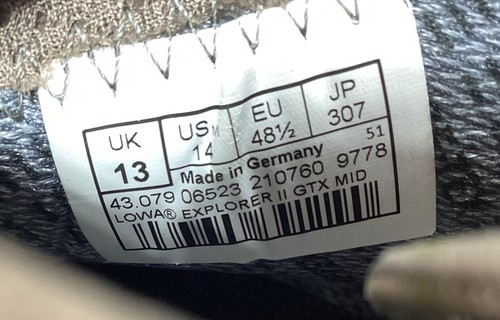 UK USM EU JP
13 14 48½ 307
Made in Germany 51
43.079 06523 210760 9778
LOWA® EXPLORER II GTX MID